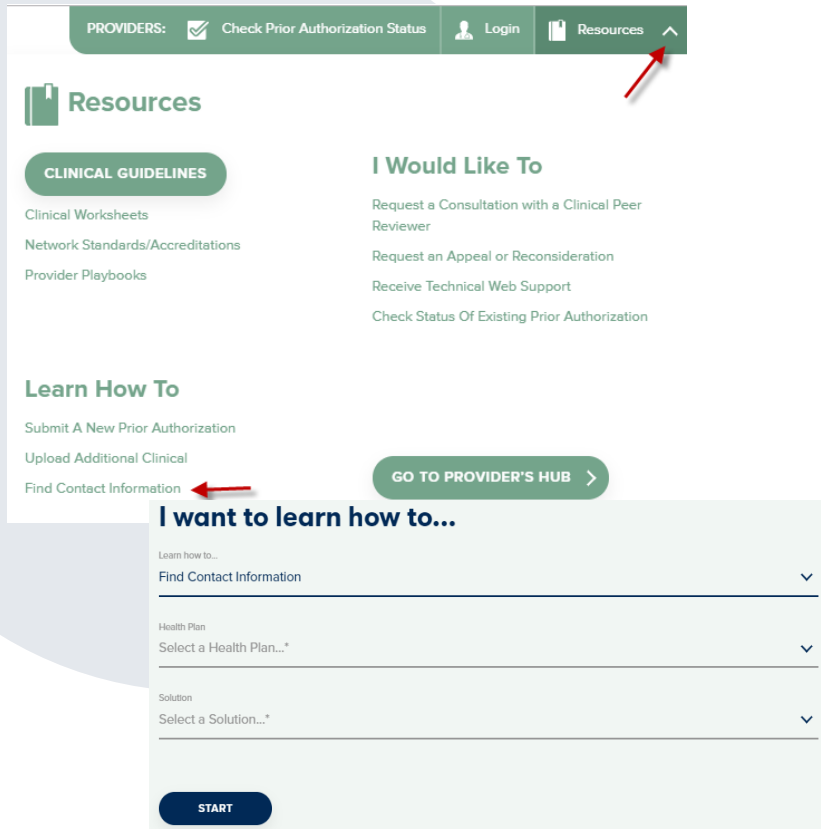 PROVIDERS: Check Prior Authorization Status Login Resources
Resources
CLINICAL GUIDELINES
Clinical Worksheets
Network Standards/Accreditations
Provider Playbooks
I Would Like To
Request a Consultation with a Clinical Peer
Reviewer
Request an Appeal or Reconsideration
Receive Technical Web Support
Check Status Of Existing Prior Authorization
Learn How To
Submit A New Prior Authorization
Upload Additional Clinical
Find Contact Information
GO TO PROVIDER'S HUB
I want to learn how to...
Learn how to...
Find Contact Information
Health Plan
Select a Health Plan...*
Solution
Select a Solution...*
START